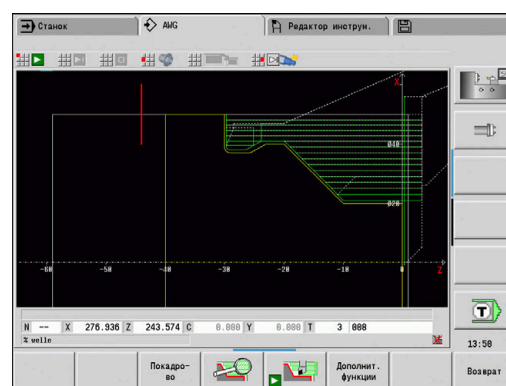 Станок
AWG
Редактор инструм.
X
Ø40
Ø20
-60 -50 -40 -30 -20 -10 0 Z
N -- X 276.936 Z 243.574 C 0.000 Y 0.000 T 3 008
% welle
T
13:50
Покадро-
во
Дополнит.
функции
Возврат